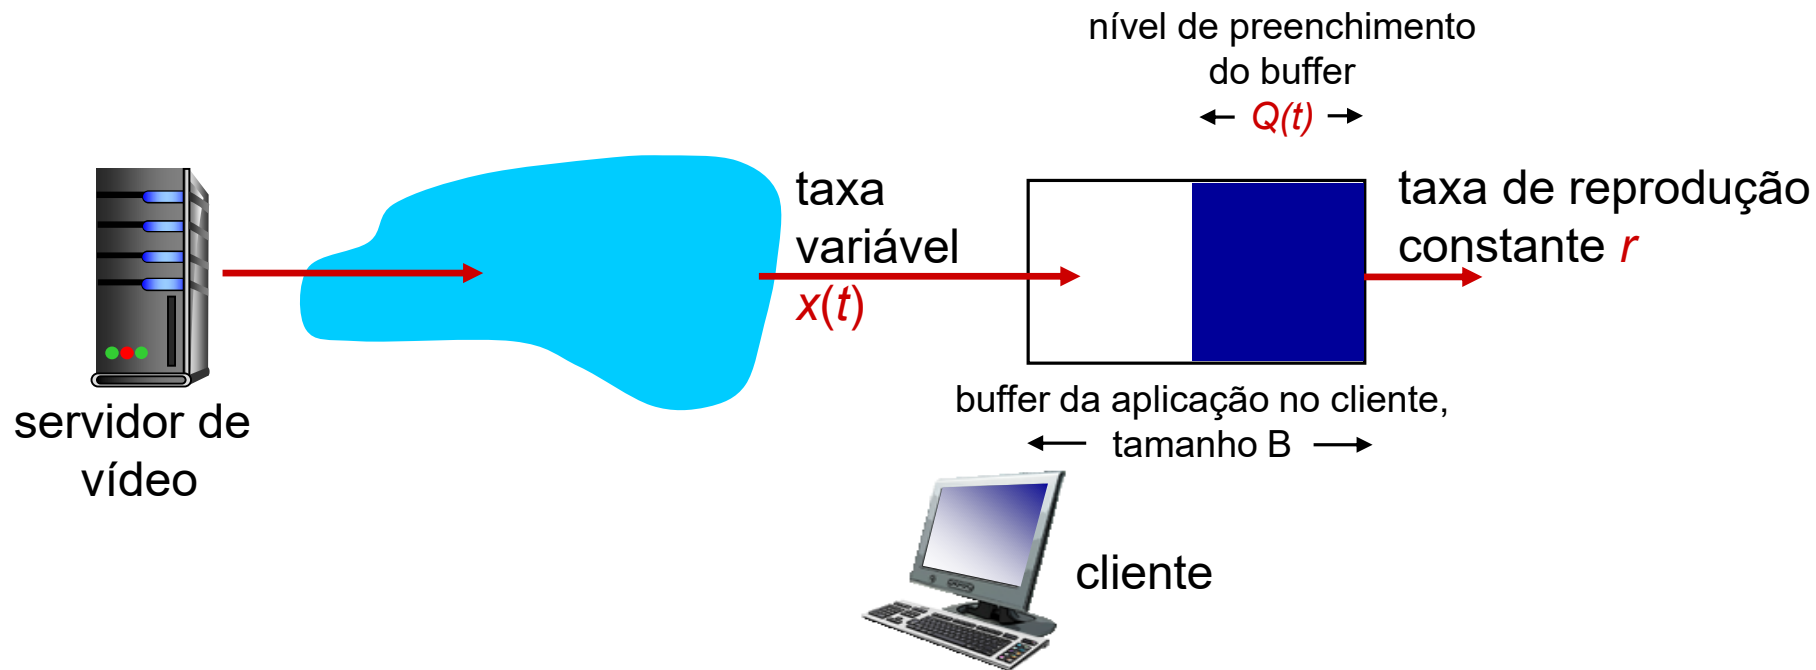 nível de preenchimento
do buffer
Q(t)
taxa
variável
x(t)
taxa de reprodução
constante r
servidor de
vídeo
buffer da aplicação no cliente,
tamanho B
cliente